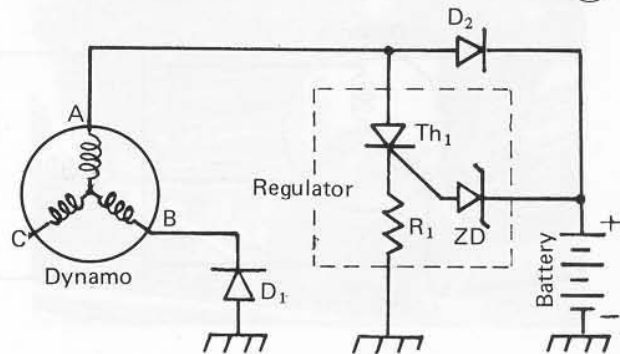 D2
A
Th1
Regulator
C
B
R1
ZD
Dynamo
D1
Battery
+
-